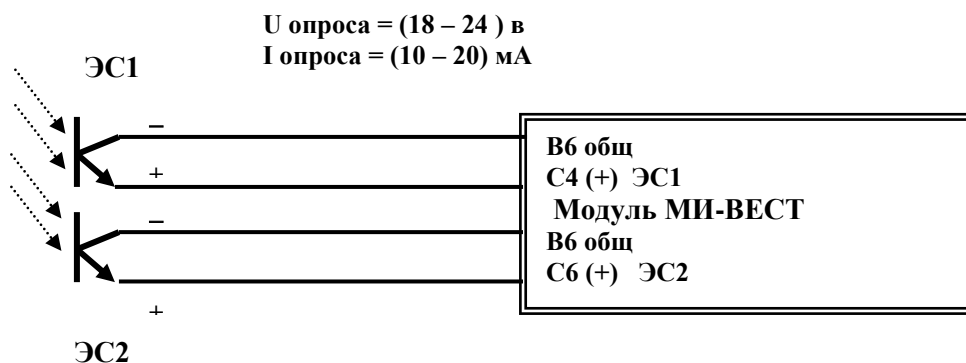 U опроса = (18 – 24 ) в
I опроса = (10 – 20) мА
ЭС1
–
+
–
+
ЭС2
В6 общ
С4 (+) ЭС1
Модуль МИ-ВЕСТ
В6 общ
С6 (+) ЭС2